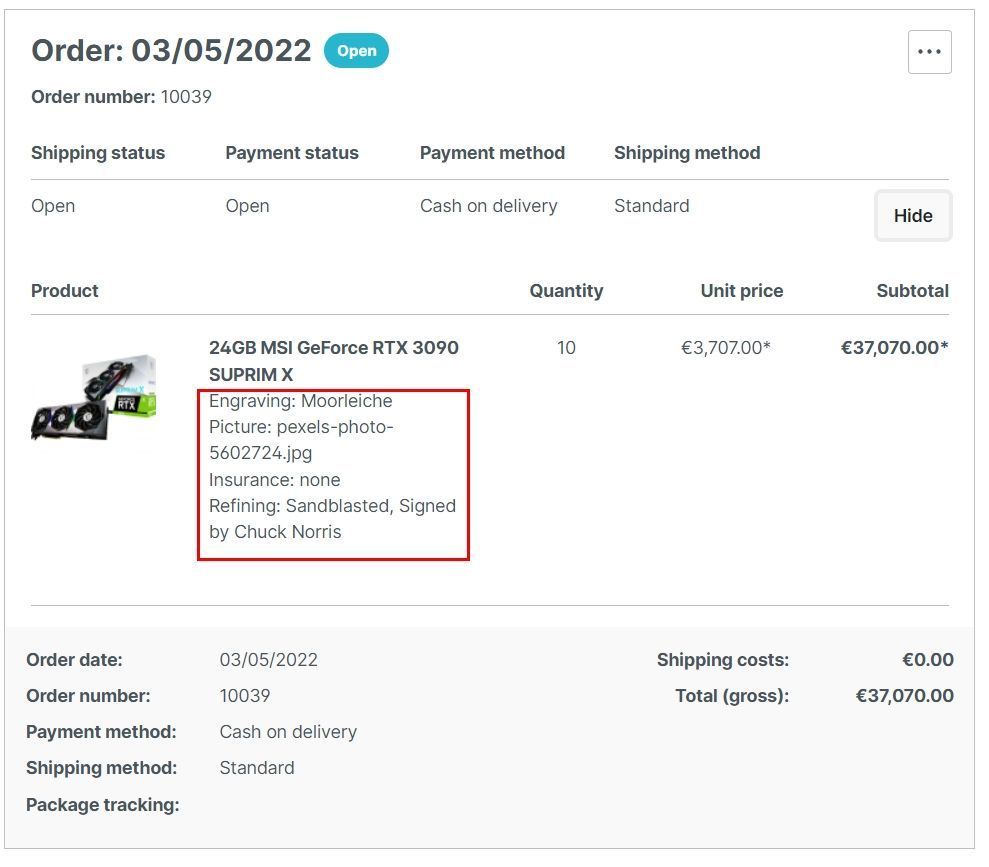 Order: 03/05/2022 Open ...
Order number: 10039
Shipping status Payment status Payment method Shipping method
Open Open Cash on delivery Standard Hide
Product Quantity Unit price Subtotal
24GB MSI GeForce RTX 3090 10 €3,707.00* €37,070.00*
SUPRIM X
Engraving: Moorleiche
Picture: pexels-photo-
5602724.jpg
Insurance: none
Refining: Sandblasted, Signed
by Chuck Norris
SUPRIM X
RTX
Order date: 03/05/2022 Shipping costs: €0.00
Order number: 10039 Total (gross): €37,070.00
Payment method: Cash on delivery
Shipping method: Standard
Package tracking: